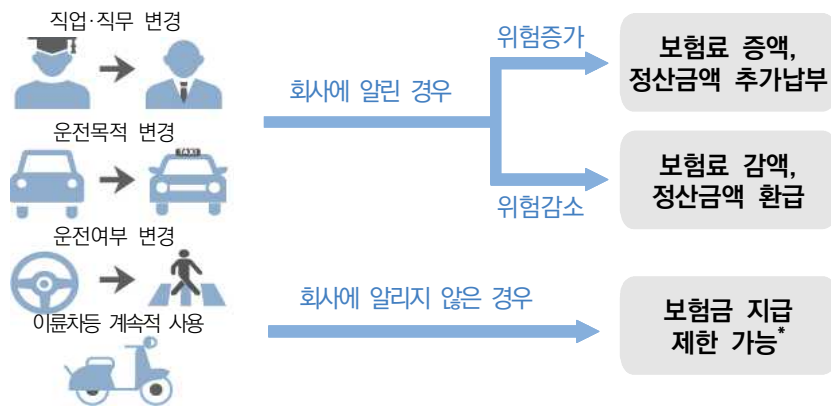 직업·직무 변경
운전목적 변경
TAXI
운전여부 변경
이륜차등 계속적 사용
회사에 알린 경우
위험증가
보험료 증액,
정산금액 추가납부
위험감소
보험료 감액,
정산금액 환급
회사에 알리지 않은 경우
보험금 지급
제한 가능*